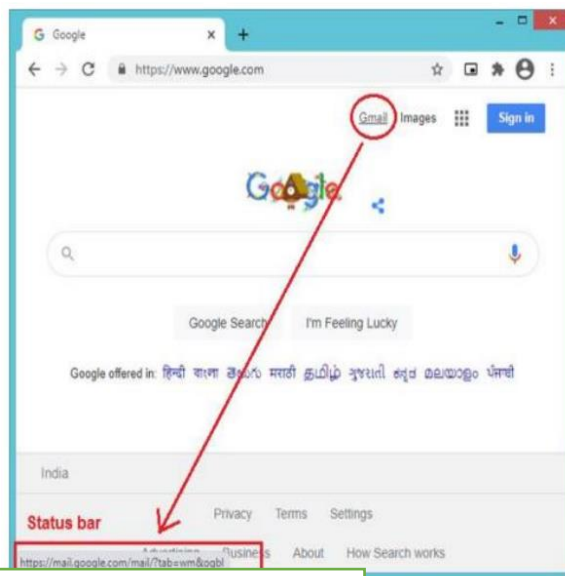 Google
https://www.google.com
Gmail Images Sign in
Google
Google Search I'm Feeling Lucky
Google offered in: हिन्दी বাংলা తెలుగు मराठी தமிழ் ગુજરાતી ಕನ್ನಡ മലയാളം ਪੰਜਾਬੀ
India
Privacy Terms Settings
Status bar
Advertising Business About How Search works
https://mail.google.com/mail/?tab=wm&ogbl